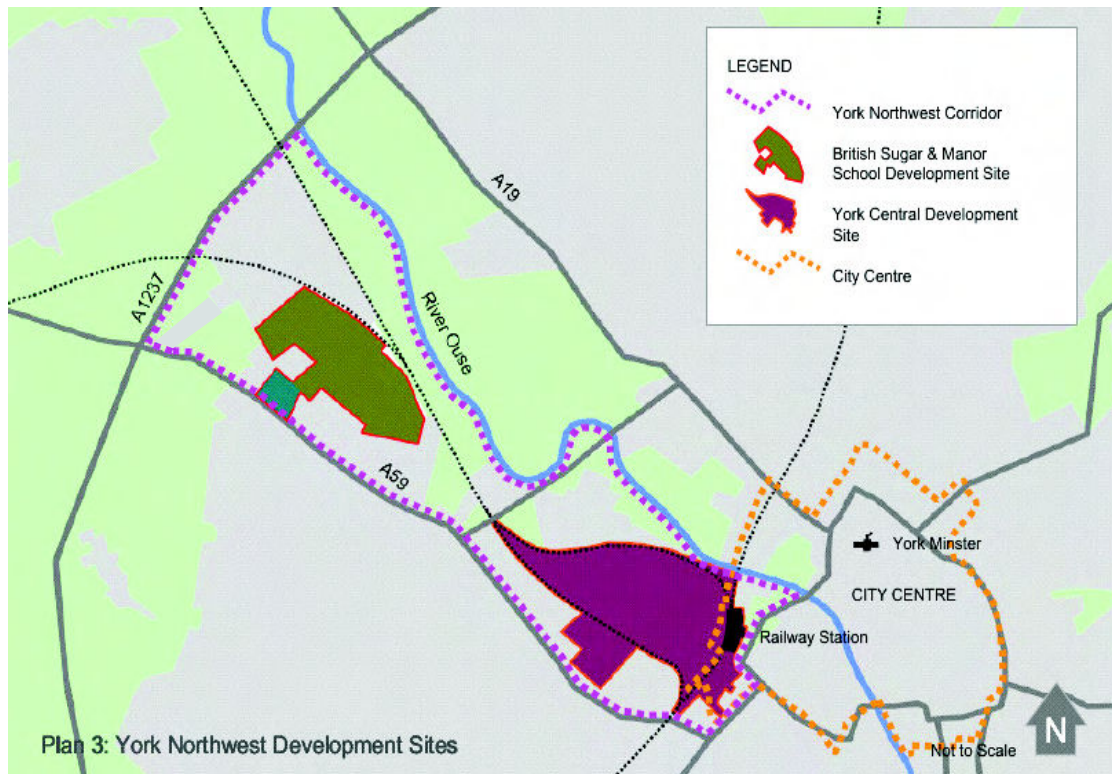 LEGEND
York Northwest Corridor
British Sugar & Manor
School Development Site
York Central Development
Site
City Centre
A19
A1237
River Ouse
A59
York Minster
CITY CENTRE
Railway Station
Plan 3: York Northwest Development Sites
Not to Scale
N